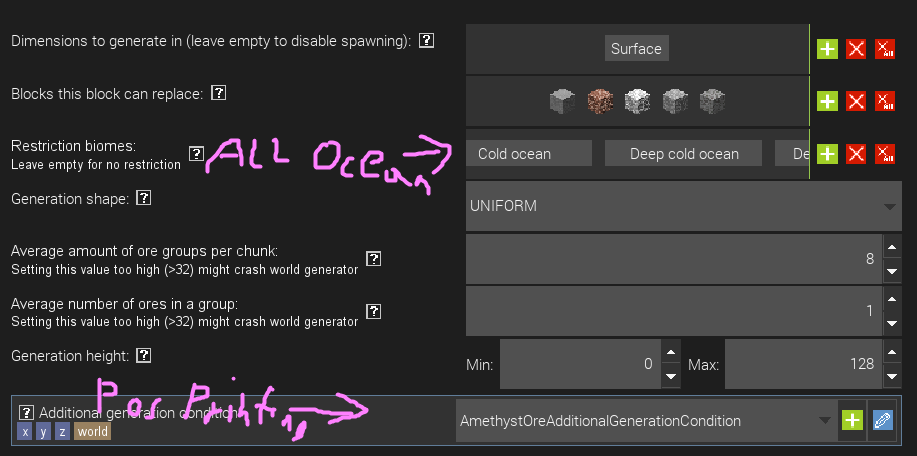 Dimensions to generate in (leave empty to disable spawning): ? Surface
Blocks this block can replace: ?
Restriction biomes:
Leave empty for no restriction ? ALL Ocean Cold ocean Deep cold ocean De
Generation shape: ? UNIFORM
Average amount of ore groups per chunk:
Setting this value too high (>32) might crash world generator ? 8
Average number of ores in a group:
Setting this value too high (>32) might crash world generator ? 1
Generation height: ? Min: 0 Max: 128
? Additional generation condition AmethystOreAdditionalGenerationCondition
x y z world